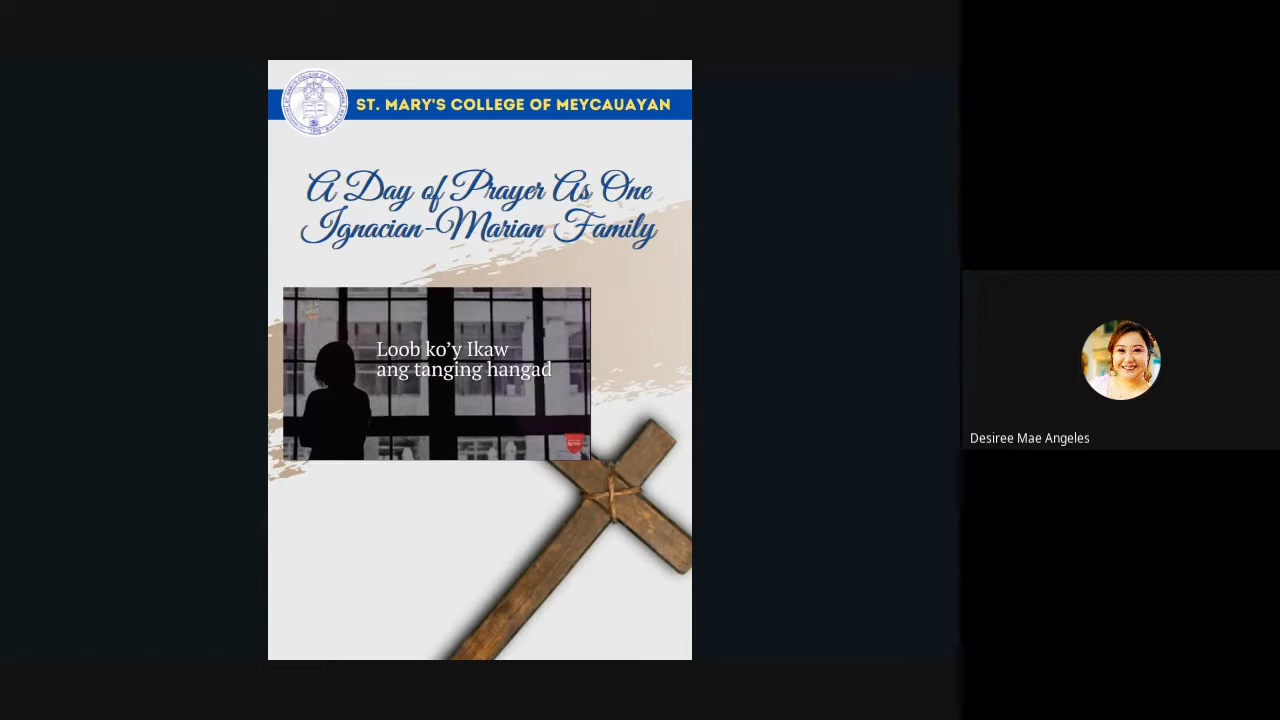 ST. MARY'S COLLEGE OF MEYCAUAYAN
A Day of Prayer As One
Ignacian-Marian Family
Loob ko'y Ikaw
ang tanging hangad
Desiree Mae Angeles